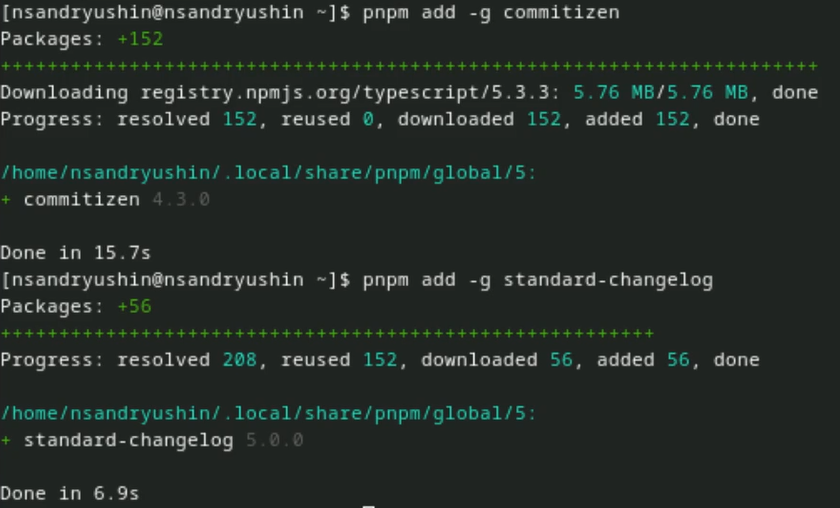 [nsandryushin@nsandryushin ~]$ pnpm add -g commitizen
Packages: +152
++++++++++++++++++++++++++++++++++++++++++++++++++++++++++++++++++++++
Downloading registry.npmjs.org/typescript/5.3.3: 5.76 MB/5.76 MB, done
Progress: resolved 152, reused 0, downloaded 152, added 152, done
/home/nsandryushin/.local/share/pnpm/global/5:
+ commitizen 4.3.0
Done in 15.7s
[nsandryushin@nsandryushin ~]$ pnpm add -g standard-changelog
Packages: +56
++++++++++++++++++++++++++++++++++++++++++++++++++++++++
Progress: resolved 208, reused 152, downloaded 56, added 56, done
/home/nsandryushin/.local/share/pnpm/global/5:
+ standard-changelog 5.0.0
Done in 6.9s